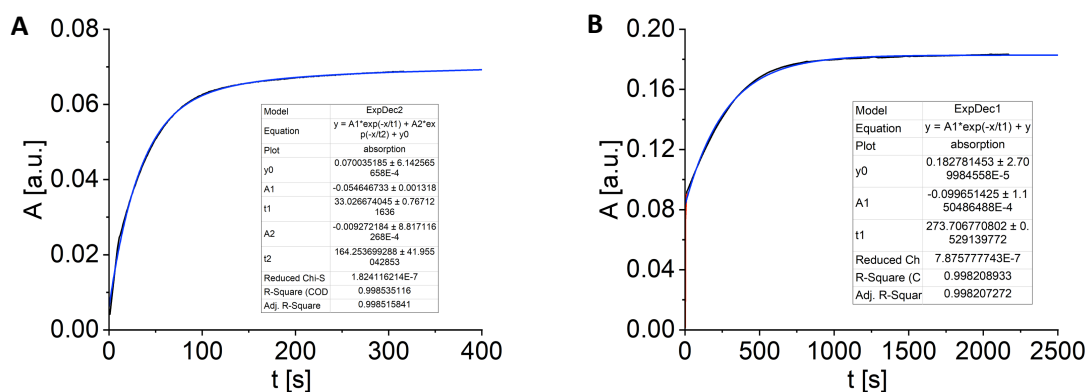 A
A [a.u.]
0.08
0.06
0.04
0.02
0.00
0
100
200
300
400
t [s]
Model
ExpDec2
Equation
y = A1*exp(-x/t1) + A2*ex
p(-x/t2) + y0
Plot
absorption
y0
0.070035185 ± 6.142565
658E-4
A1
-0.054646733 ± 0.001318
t1
33.026674045 ± 0.76712
1636
A2
-0.009272184 ± 8.817116
268E-4
t2
164.253699288 ± 41.955
042853
Reduced Chi-S
1.824116214E-7
R-Square (COD
0.998535116
Adj. R-Square
0.998515841
B
A [a.u.]
0.20
0.16
0.12
0.08
0.04
0.00
0
500
1000
1500
2000
2500
t [s]
Model
ExpDec1
Equation
y = A1*exp(-x/t1) + y
Plot
absorption
y0
0.182781453 ± 2.70
9984558E-5
A1
-0.099651425 ± 1.1
50486488E-4
t1
273.706770802 ± 0.
529139772
Reduced Ch
7.875777743E-7
R-Square (C
0.998208933
Adj. R-Squar
0.998207272